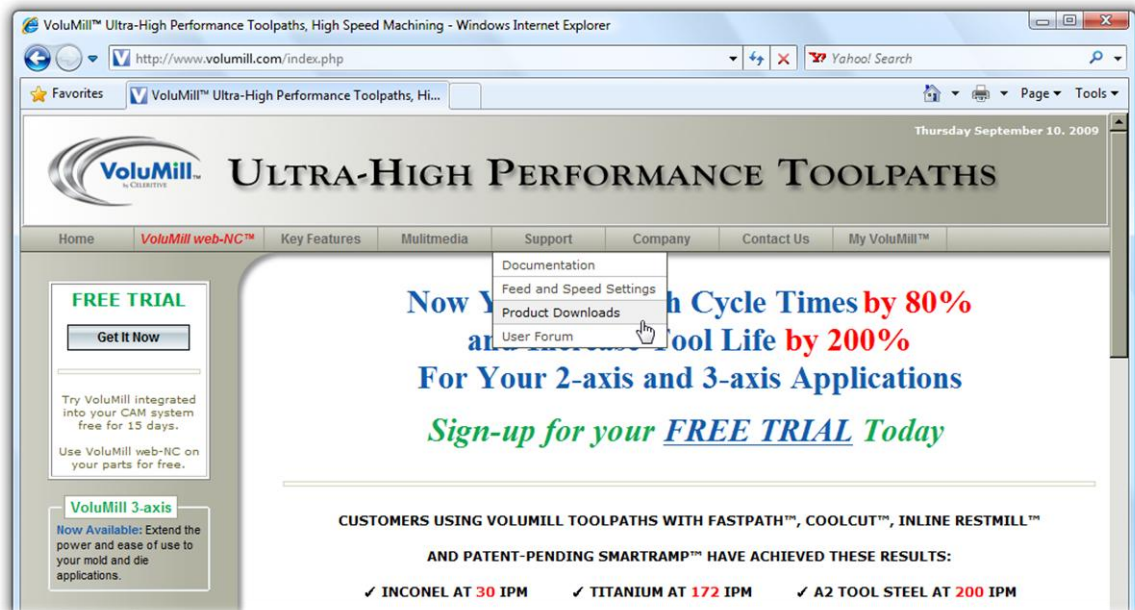 VoluMill™ Ultra-High Performance Toolpaths, High Speed Machining - Windows Internet Explorer
http://www.volumill.com/index.php
Yahoo! Search
Favorites
VoluMill™ Ultra-High Performance Toolpaths, Hi...
Page
Tools
Thursday September 10. 2009
VoluMill™
by CELERITIVE
ULTRA-HIGH PERFORMANCE TOOLPATHS
Home
VoluMill web-NC™
Key Features
Mulitmedia
Support
Company
Contact Us
My VoluMill™
Documentation
Feed and Speed Settings
Product Downloads
User Forum
FREE TRIAL
Get It Now
Try VoluMill integrated
into your CAM system
free for 15 days.
Use VoluMill web-NC on
your parts for free.
VoluMill 3-axis
Now Available: Extend the
power and ease of use to
your mold and die
applications.
Now Cycle Times by 80%
Tool Life by 200%
For Your 2-axis and 3-axis Applications
Sign-up for your FREE TRIAL Today
CUSTOMERS USING VOLUMILL TOOLPATHS WITH FASTPATH™, COOLCUT™, INLINE RESTMILL™
AND PATENT-PENDING SMARTRAMP™ HAVE ACHIEVED THESE RESULTS:
✓ INCONEL AT 30 IPM ✓ TITANIUM AT 172 IPM ✓ A2 TOOL STEEL AT 200 IPM